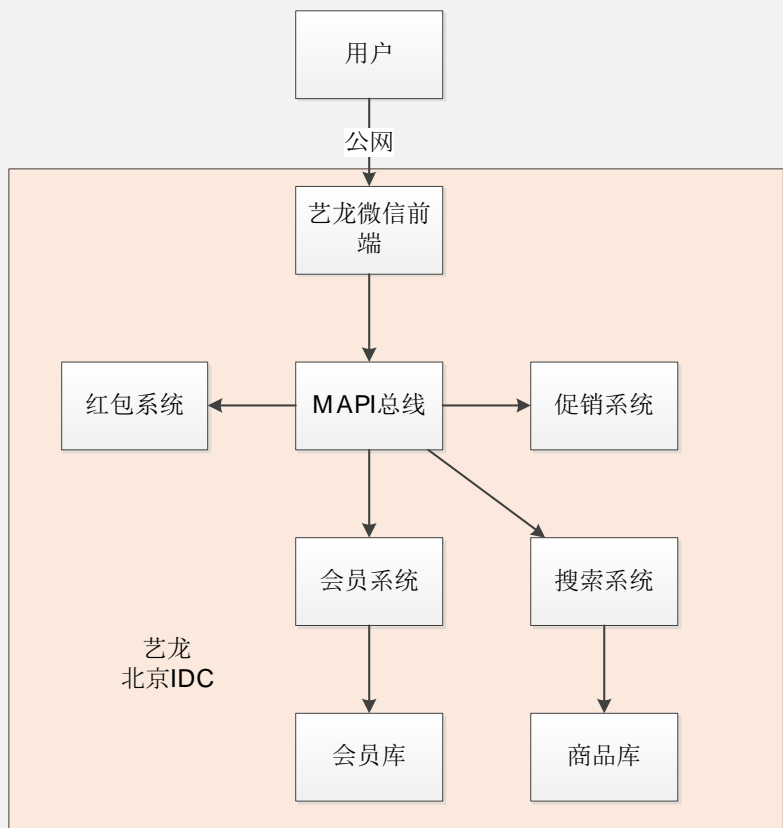 用户
公网
艺龙微信前
端
红包系统
MAPI总线
促销系统
会员系统
搜索系统
艺龙
北京IDC
会员库
商品库